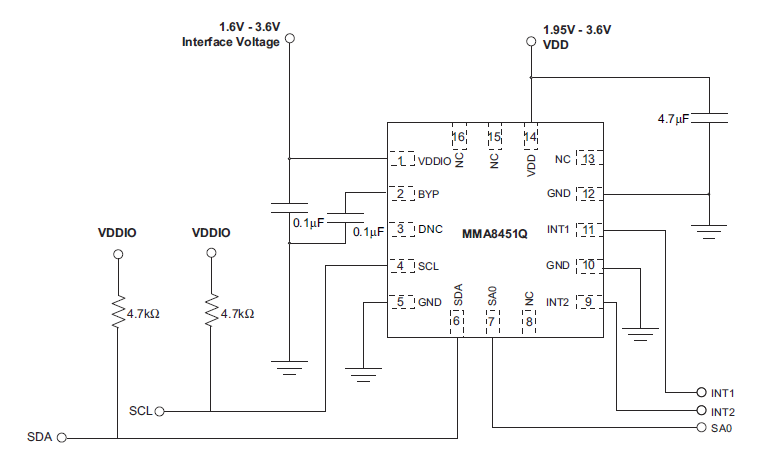 1.6V - 3.6V
Interface Voltage
1.95V - 3.6V
VDD
4.7μF
16
15
14
NC
NC
VDD
1
VDDIO
NC
13
2
BYP
GND
12
0.1μF
0.1μF
3
DNC
MMA8451Q
INT1
11
VDDIO
VDDIO
4
SCL
GND
10
5
GND
SDA
SA0
NC
INT2
9
4.7kΩ
4.7kΩ
6
7
8
INT1
SCL
INT2
SDA
SA0